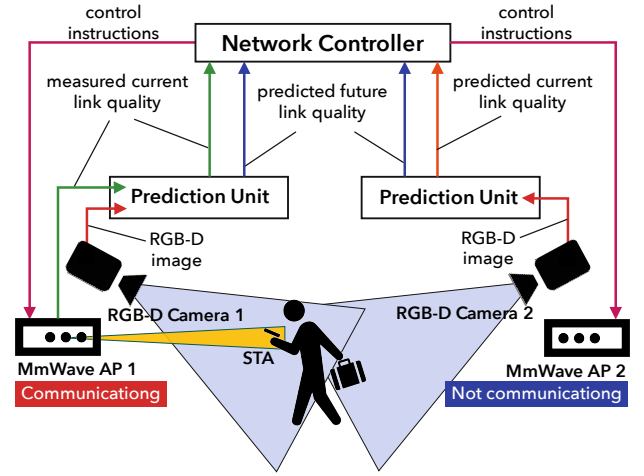 control
instructions
Network Controller
control
instructions
measured current
link quality
predicted future
link quality
predicted current
link quality
Prediction Unit
Prediction Unit
RGB-D
image
RGB-D
image
RGB-D Camera 1
RGB-D Camera 2
STA
MmWave AP 1
MmWave AP 2
Communicationg
Not communicationg